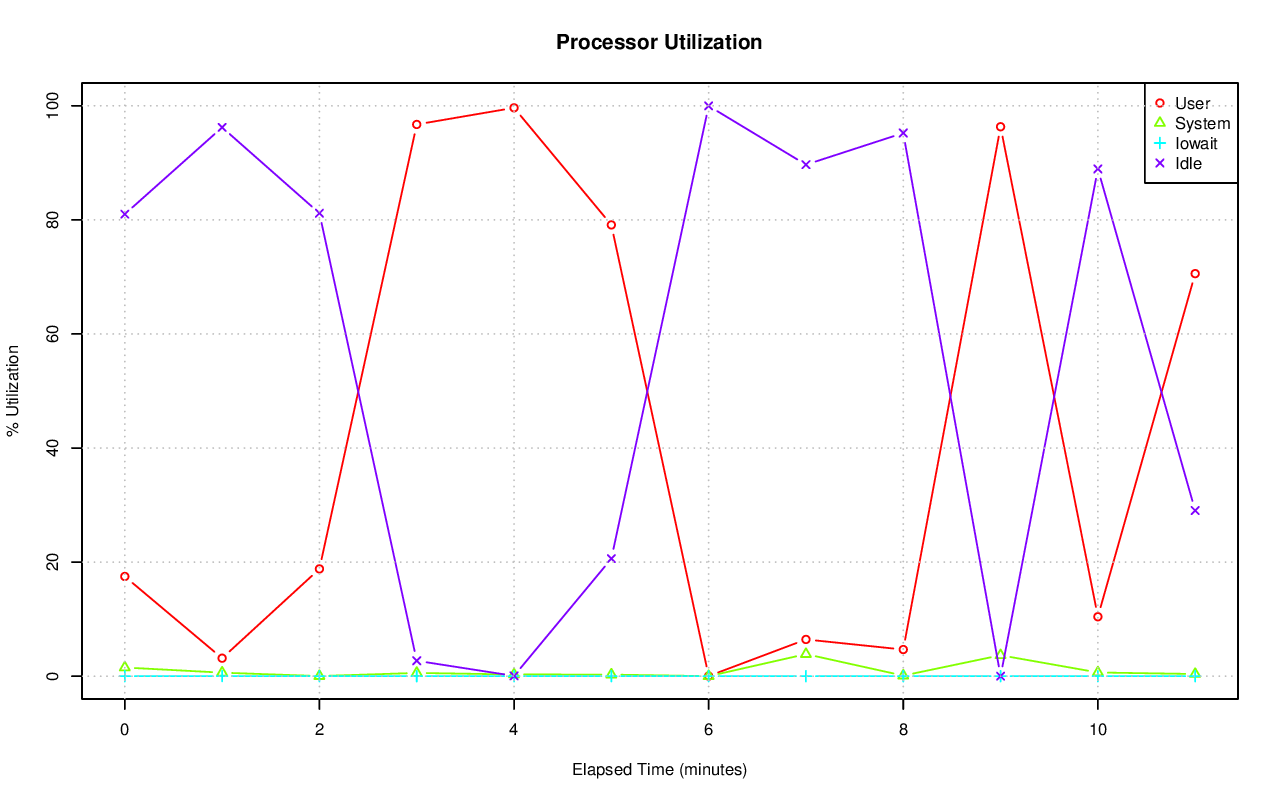 Processor Utilization
User
System
Iowait
Idle
% Utilization
100
80
60
40
20
0
0 2 4 6 8 10
Elapsed Time (minutes)